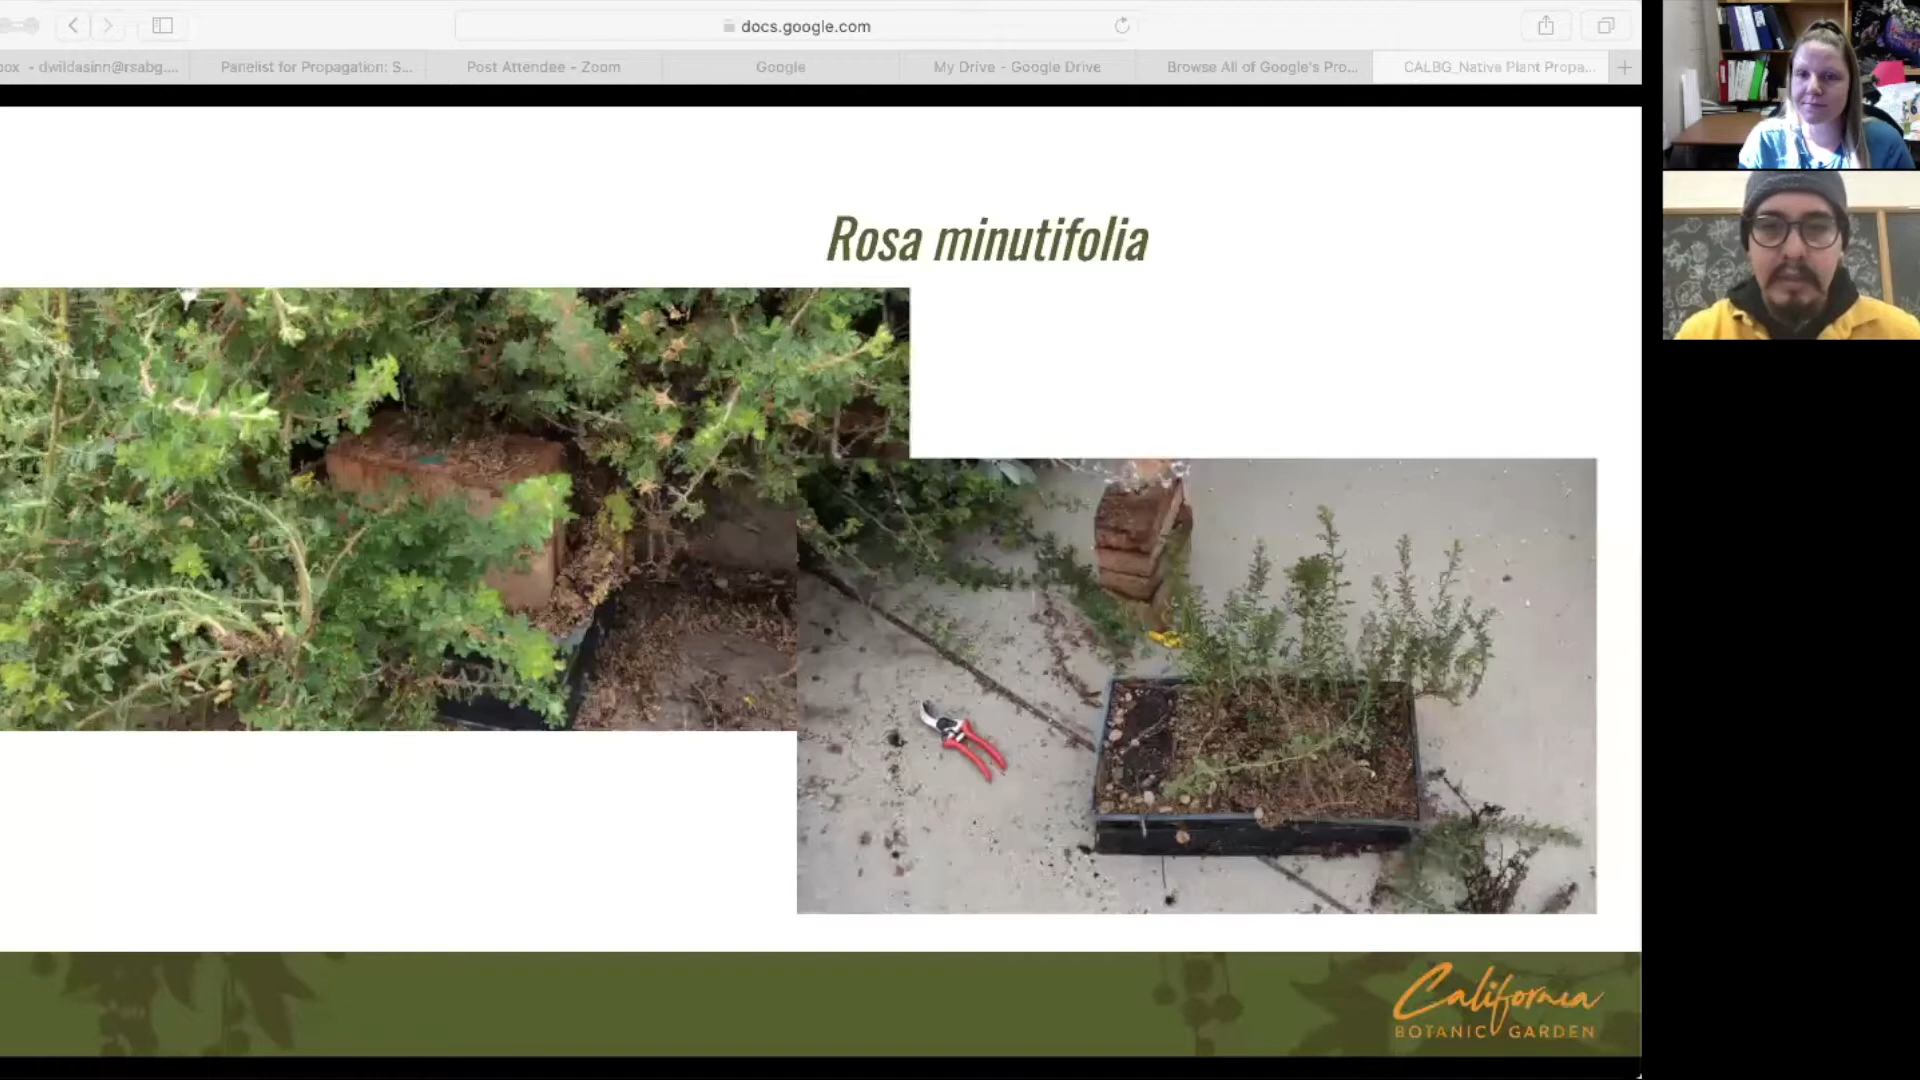 docs.google.com
box - dwildasinn@rsabg....
Panelist for Propagation: S...
Post Attendee - Zoom
Google
My Drive - Google Drive
Browse All of Google's Pro...
CALBG_Native Plant Propa...
Rosa minutifolia
California
BOTANIC GARDEN